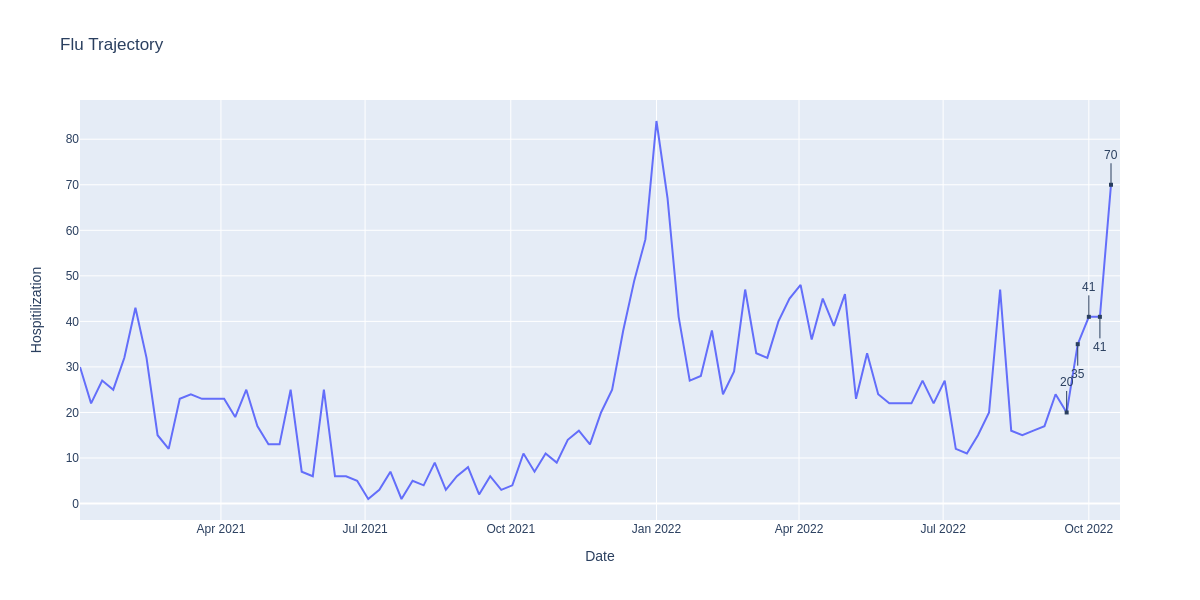 Flu Trajectory
80
70
60
50
40
30
20
10
0
Hospitilization
70
41
41
35
20
Apr 2021
Jul 2021
Oct 2021
Jan 2022
Apr 2022
Jul 2022
Oct 2022
Date